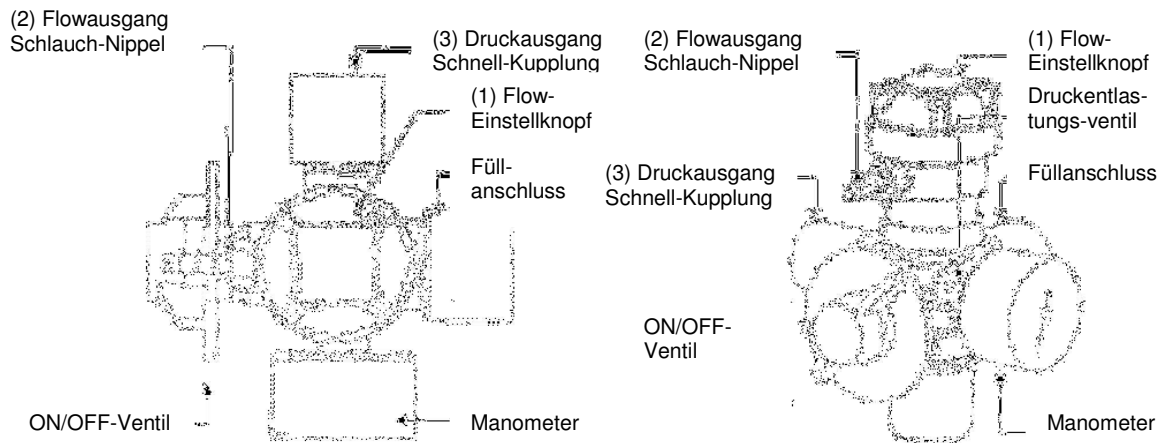 (2) Flowausgang
Schlauch-Nippel
(3) Druckausgang
Schnell-Kupplung
(1) Flow-
Einstellknopf
Füll-
anschluss
ON/OFF-Ventil
Manometer
(2) Flowausgang
Schlauch-Nippel
(1) Flow-
Einstellknopf
Druckentlas-
tungs-ventil
(3) Druckausgang
Schnell-Kupplung
Füllanschluss
ON/OFF-
Ventil
Manometer